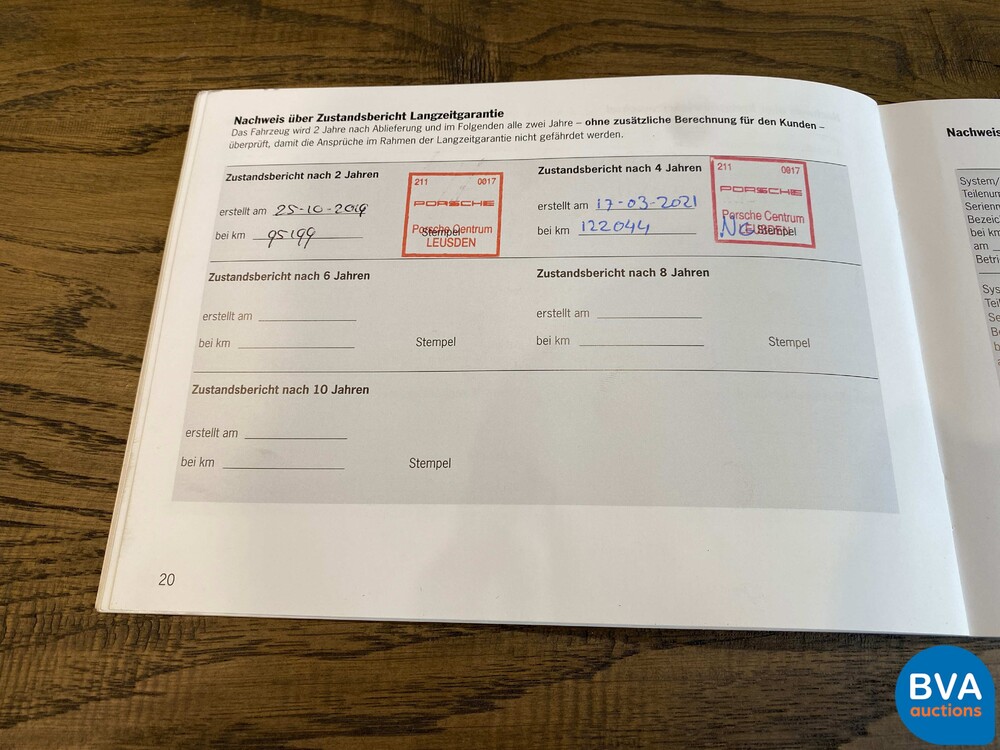 Nachweis über Zustandsbericht Langzeitgarantie
Das Fahrzeug wird 2 Jahre nach Ablieferung und im Folgenden alle zwei Jahre – ohne zusätzliche Berechnung für den Kunden –
überprüft, damit die Ansprüche im Rahmen der Langzeitgarantie nicht gefährdet werden.
Zustandsbericht nach 2 Jahren
erstellt am 25-10-2019
bei km 95199
Stempel
211 0017
PORSCHE
Porsche Centrum
LEUSDEN
Zustandsbericht nach 4 Jahren
erstellt am 17-03-2021
bei km 122044
Stempel
211 0017
PORSCHE
Porsche Centrum
LEUSDEN
Zustandsbericht nach 6 Jahren
erstellt am
bei km
Stempel
Zustandsbericht nach 8 Jahren
erstellt am
bei km
Stempel
Zustandsbericht nach 10 Jahren
erstellt am
bei km
Stempel
20
Nachweis
System/
Teilenum
Serienn
Bezeic
bei km
am
Betri
Sys
Teil
Se
Be
b
BVA
auctions